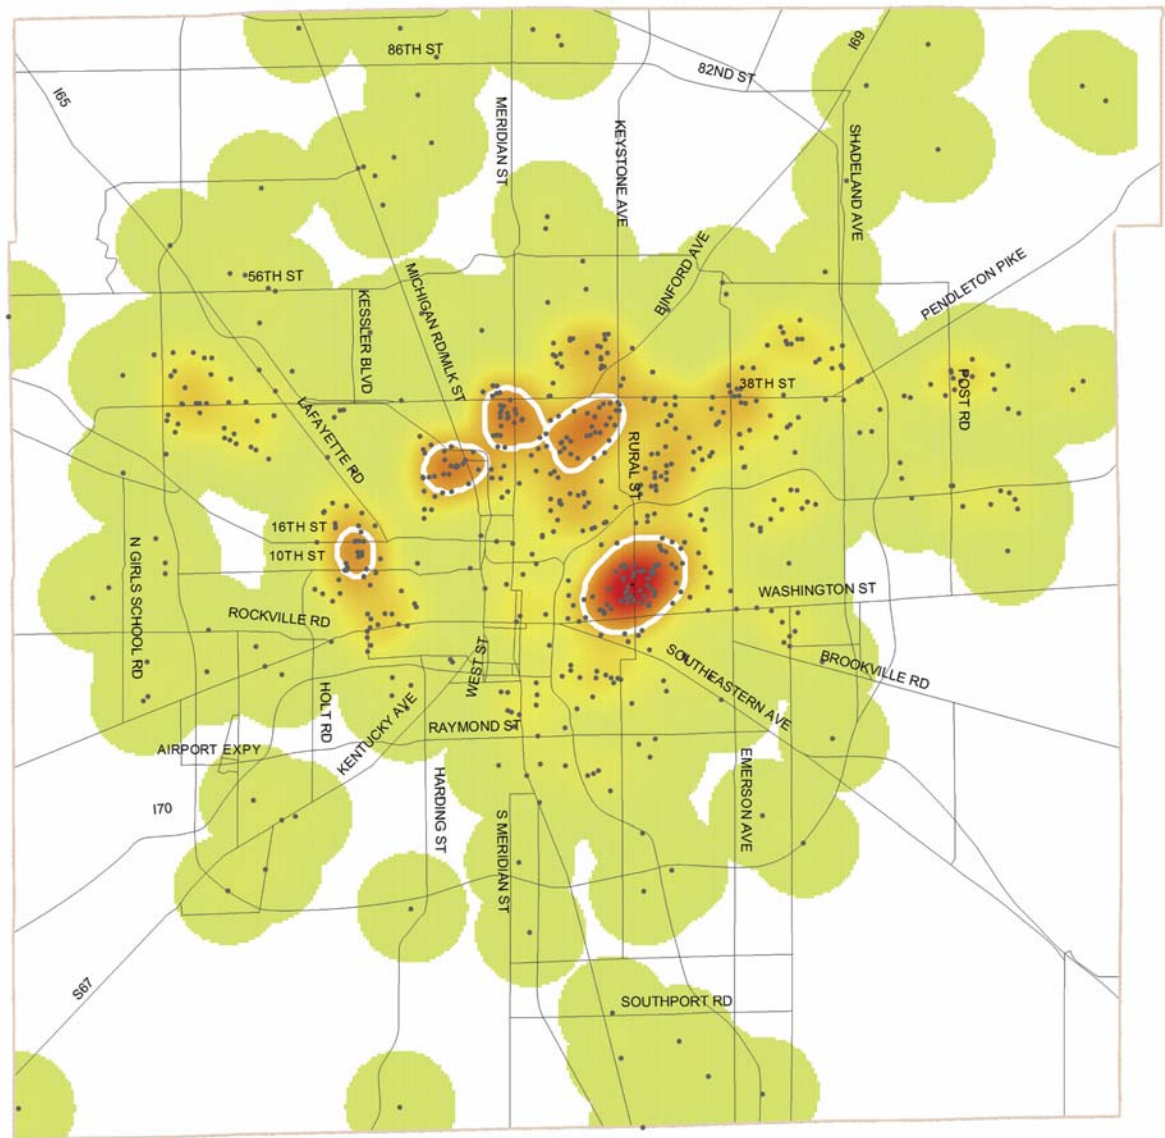 86TH ST
82ND ST
I69
I65
MERIDIAN ST
KEYSTONE AVE
SHADELAND AVE
BINFORD AVE
PENDLETON PIKE
56TH ST
KESSLER BLVD
MICHIGAN RD/MLK ST
38TH ST
POST RD
LAFAYETTE RD
RURAL ST
16TH ST
10TH ST
N GIRLS SCHOOL RD
WASHINGTON ST
ROCKVILLE RD
WEST ST
SOUTHEASTERN AVE
BROOKVILLE RD
HOLT RD
KENTUCKY AVE
RAYMOND ST
AIRPORT EXPY
EMERSON AVE
I70
HARDING ST
S MERIDIAN ST
S67
SOUTHPORT RD